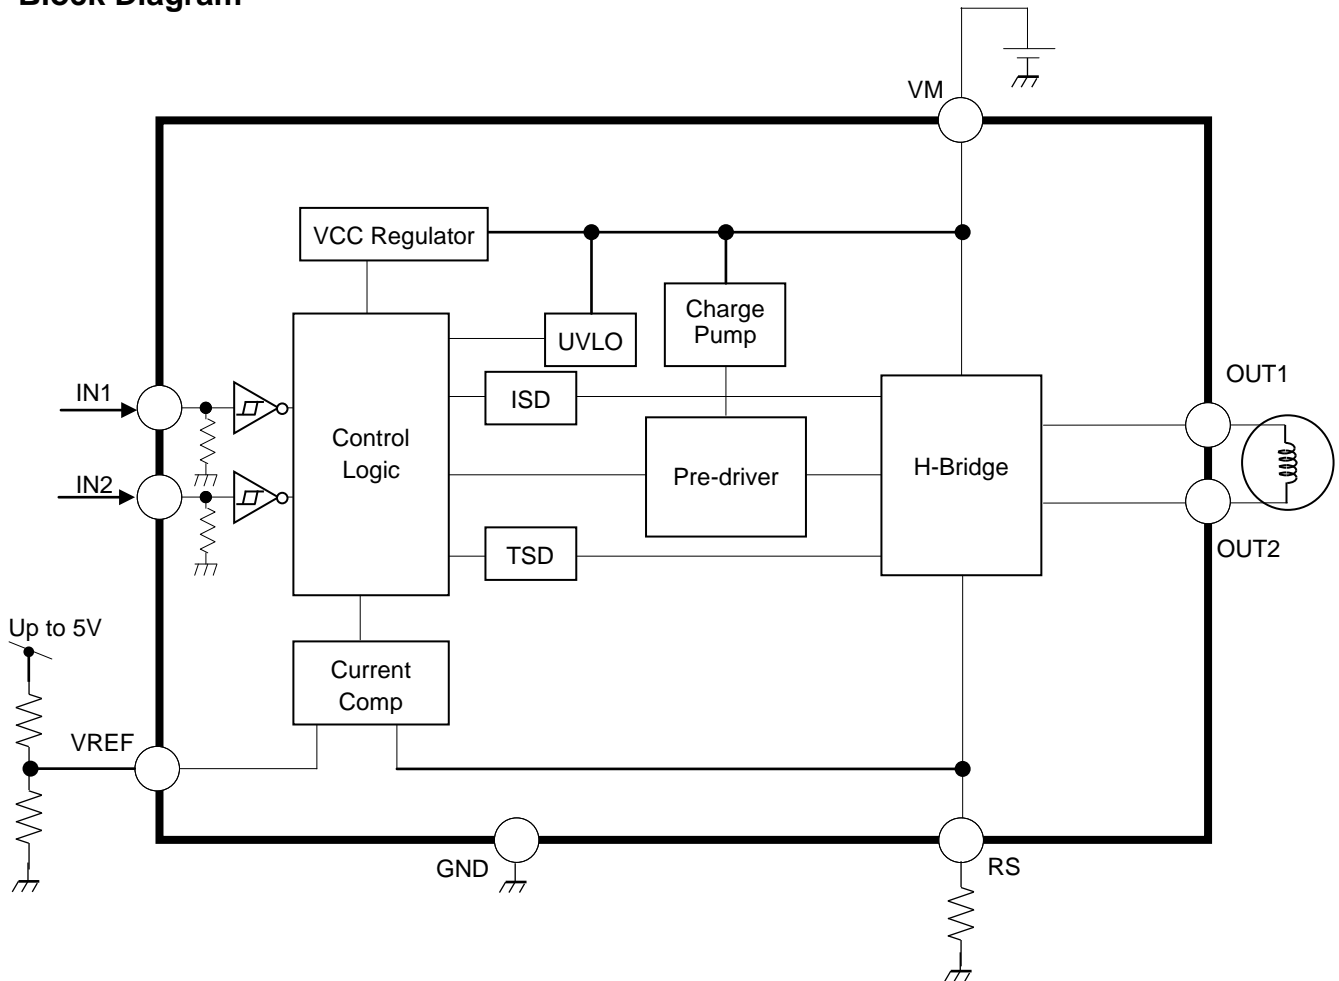 Block Diagram
VM
VCC Regulator
Charge
Pump
UVLO
OUT1
IN1
ISD
Control
Logic
H-Bridge
Pre-driver
IN2
TSD
OUT2
Up to 5V
Current
Comp
VREF
GND
RS